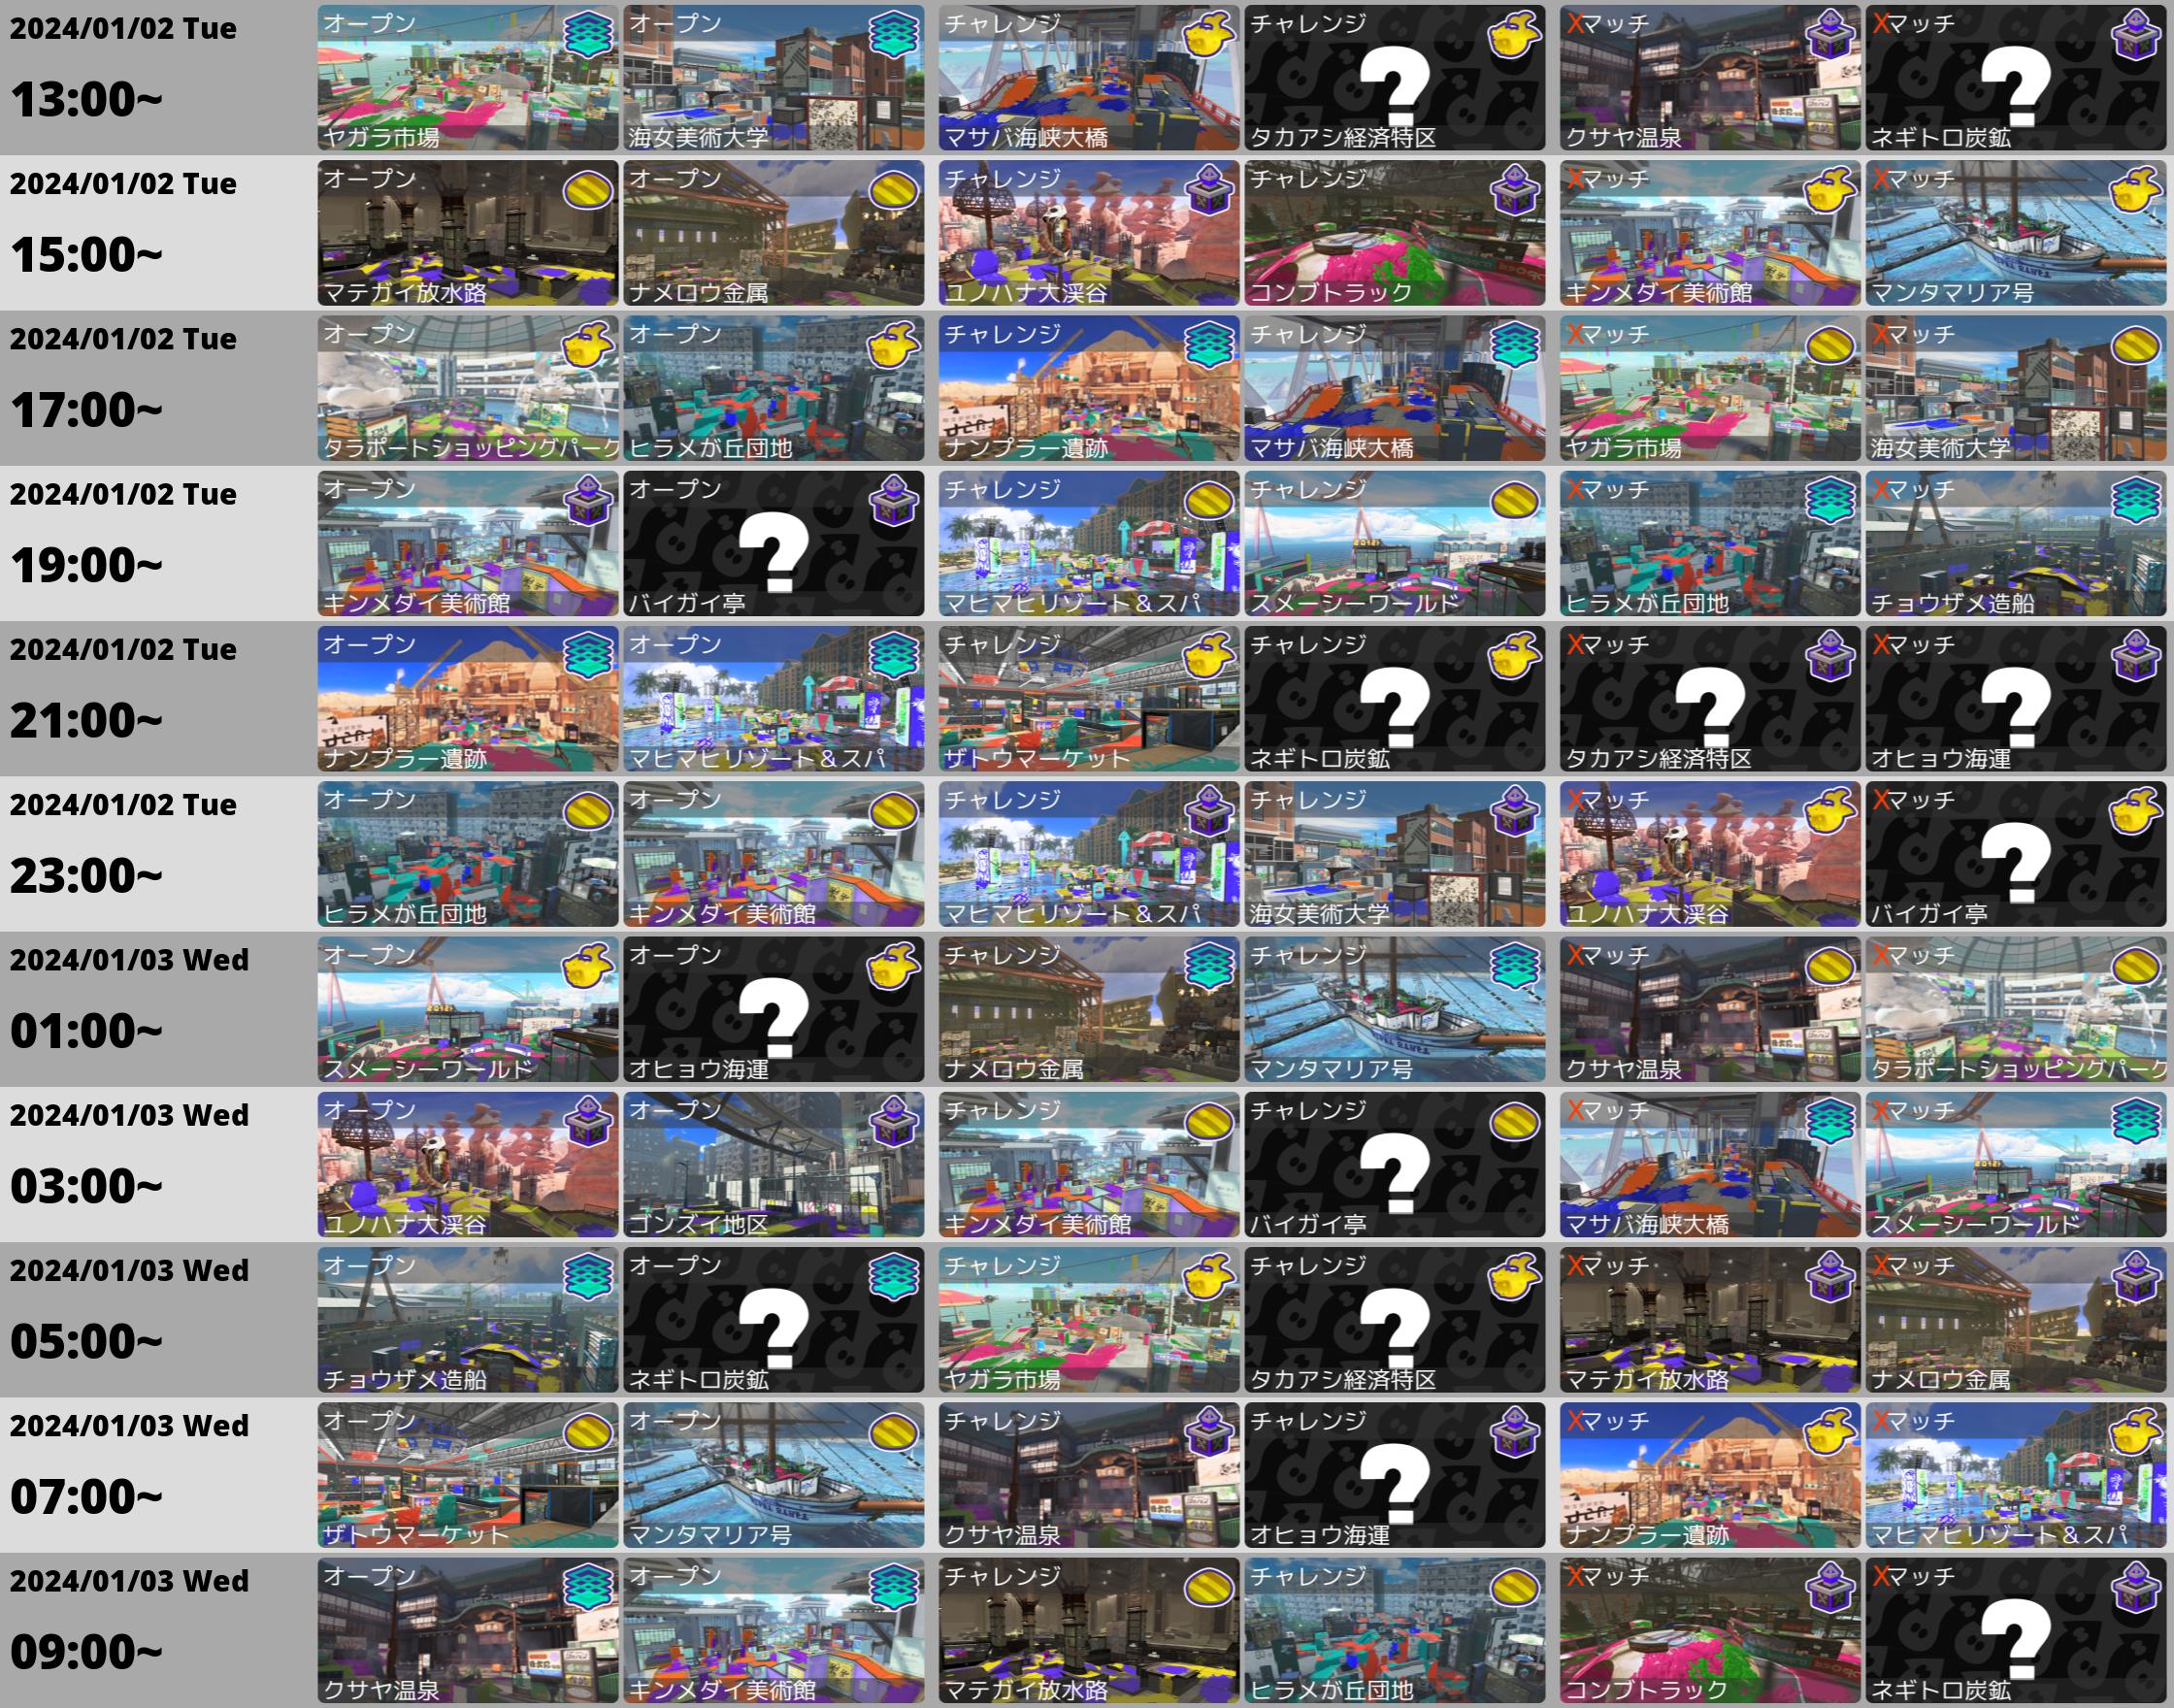 2024/01/02 Tue
13:00~
オープン オープン チャレンジ チャレンジ Xマッチ Xマッチ
ヤガラ市場 海女美術大学 マサバ海峡大橋 タカアシ経済特区 クサヤ温泉 ネギトロ炭鉱
2024/01/02 Tue
15:00~
オープン オープン チャレンジ チャレンジ Xマッチ Xマッチ
マテガイ放水路 ナメロウ金属 ユノハナ大渓谷 コンブトラック キンメダイ美術館 マンタマリア号
2024/01/02 Tue
17:00~
オープン オープン チャレンジ チャレンジ Xマッチ Xマッチ
タラポートショッピングパーク ヒラメが丘団地 ナンプラー遺跡 マサバ海峡大橋 ヤガラ市場 海女美術大学
2024/01/02 Tue
19:00~
オープン オープン チャレンジ チャレンジ Xマッチ Xマッチ
キンメダイ美術館 バイガイ亭 マヒマヒリゾート&スパ スメーシーワールド ヒラメが丘団地 チョウザメ造船
2024/01/02 Tue
21:00~
オープン オープン チャレンジ チャレンジ Xマッチ Xマッチ
ナンプラー遺跡 マヒマヒリゾート&スパ ザトウマーケット ネギトロ炭鉱 タカアシ経済特区 オヒョウ海運
2024/01/02 Tue
23:00~
オープン オープン チャレンジ チャレンジ Xマッチ Xマッチ
ヒラメが丘団地 キンメダイ美術館 マヒマヒリゾート&スパ 海女美術大学 ユノハナ大渓谷 バイガイ亭
2024/01/03 Wed
01:00~
オープン オープン チャレンジ チャレンジ Xマッチ Xマッチ
スメーシーワールド オヒョウ海運 ナメロウ金属 マンタマリア号 クサヤ温泉 タラポートショッピングパーク
2024/01/03 Wed
03:00~
オープン オープン チャレンジ チャレンジ Xマッチ Xマッチ
ユノハナ大渓谷 ゴンズイ地区 キンメダイ美術館 バイガイ亭 マサバ海峡大橋 スメーシーワールド
2024/01/03 Wed
05:00~
オープン オープン チャレンジ チャレンジ Xマッチ Xマッチ
チョウザメ造船 ネギトロ炭鉱 ヤガラ市場 タカアシ経済特区 マテガイ放水路 ナメロウ金属
2024/01/03 Wed
07:00~
オープン オープン チャレンジ チャレンジ Xマッチ Xマッチ
ザトウマーケット マンタマリア号 クサヤ温泉 オヒョウ海運 ナンプラー遺跡 マヒマヒリゾート&スパ
2024/01/03 Wed
09:00~
オープン オープン チャレンジ チャレンジ Xマッチ Xマッチ
クサヤ温泉 キンメダイ美術館 マテガイ放水路 ヒラメが丘団地 コンブトラック ネギトロ炭鉱